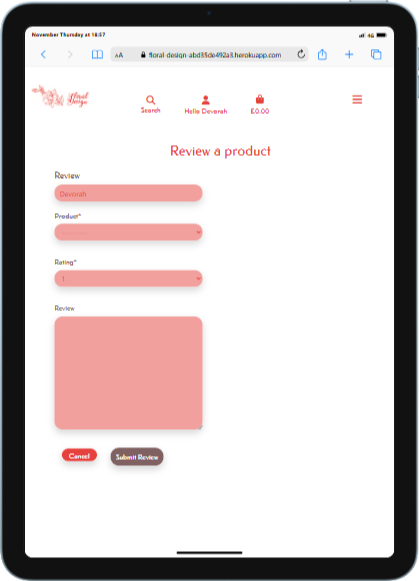 November Thursday at 18:57
4G
AA
floral-design-abd35de492a3.herokuapp.com
Floral
Design
Search
Hello Devorah
£0.00
Review a product
Review
Devorah
Product*
Rating*
1
Review
Cancel
Submit Review